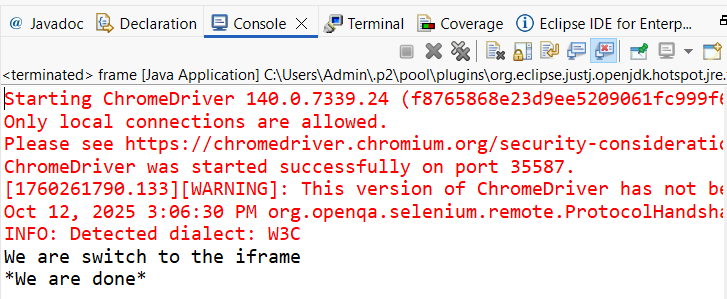 @ Javadoc Declaration Console Terminal Coverage Eclipse IDE for Enterp...
<terminated> frame [Java Application] C:\Users\Admin\.p2\pool\plugins\org.eclipse.justj.openjdk.hotspot.jre.
Starting ChromeDriver 140.0.7339.24 (f8765868e23d9ee5209061fc999f6
Only local connections are allowed.
Please see https://chromedriver.chromium.org/security-consideratio
ChromeDriver was started successfully on port 35587.
[1760261790.133][WARNING]: This version of ChromeDriver has not be
Oct 12, 2025 3:06:30 PM org.openqa.selenium.remote.ProtocolHandsha
INFO: Detected dialect: W3C
We are switch to the iframe
*We are done*